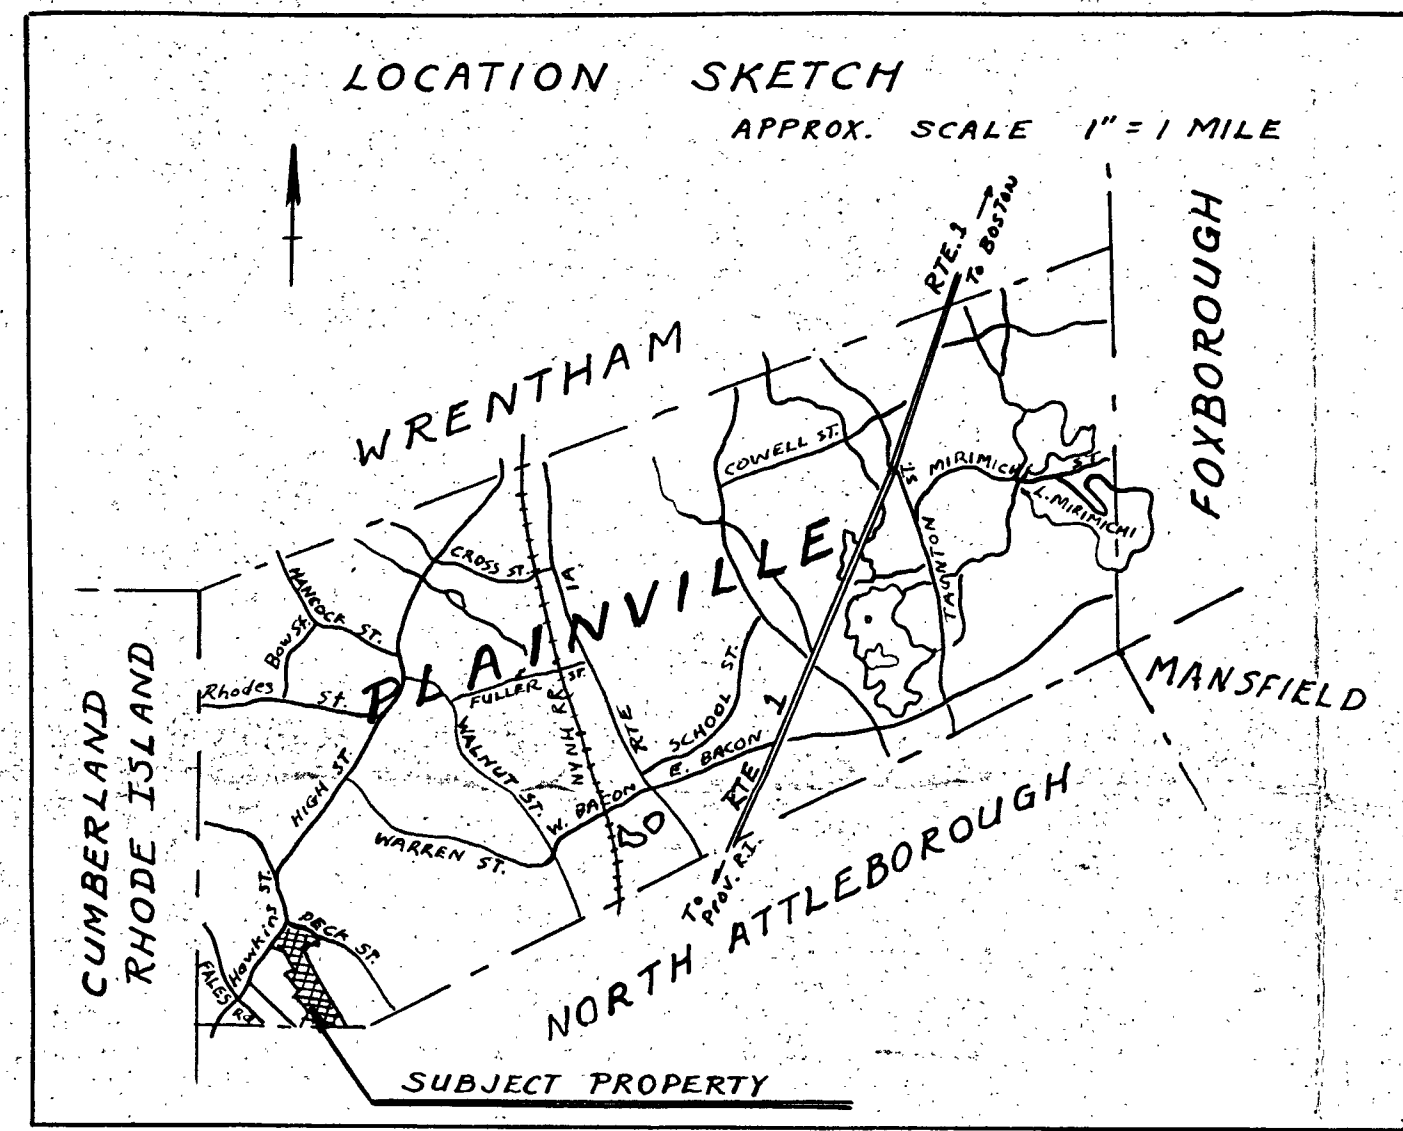 LOCATION SKETCH
APPROX. SCALE 1" = 1 MILE
RTE. 1 →
TO BOSTON
FOXBOROUGH
WRENTHAM
COWELL ST.
MIRIMICHI ST.
L. MIRIMICHI
TAUNTON ST.
CROSS ST.
1A
PLAINVILLE
HANCOCK ST.
BOW St.
Rhodes St.
FULLER ST.
WALNUT ST.
NYNH RR
RTE
SCHOOL ST.
E. BACON
W. BACON
RTE 1
MANSFIELD
CUMBERLAND
RHODE ISLAND
HIGH ST.
WARREN ST.
Hawkins ST.
PECK ST.
FALES Rd
← TO
PROV. R.I.
NORTH ATTLEBOROUGH
SUBJECT PROPERTY